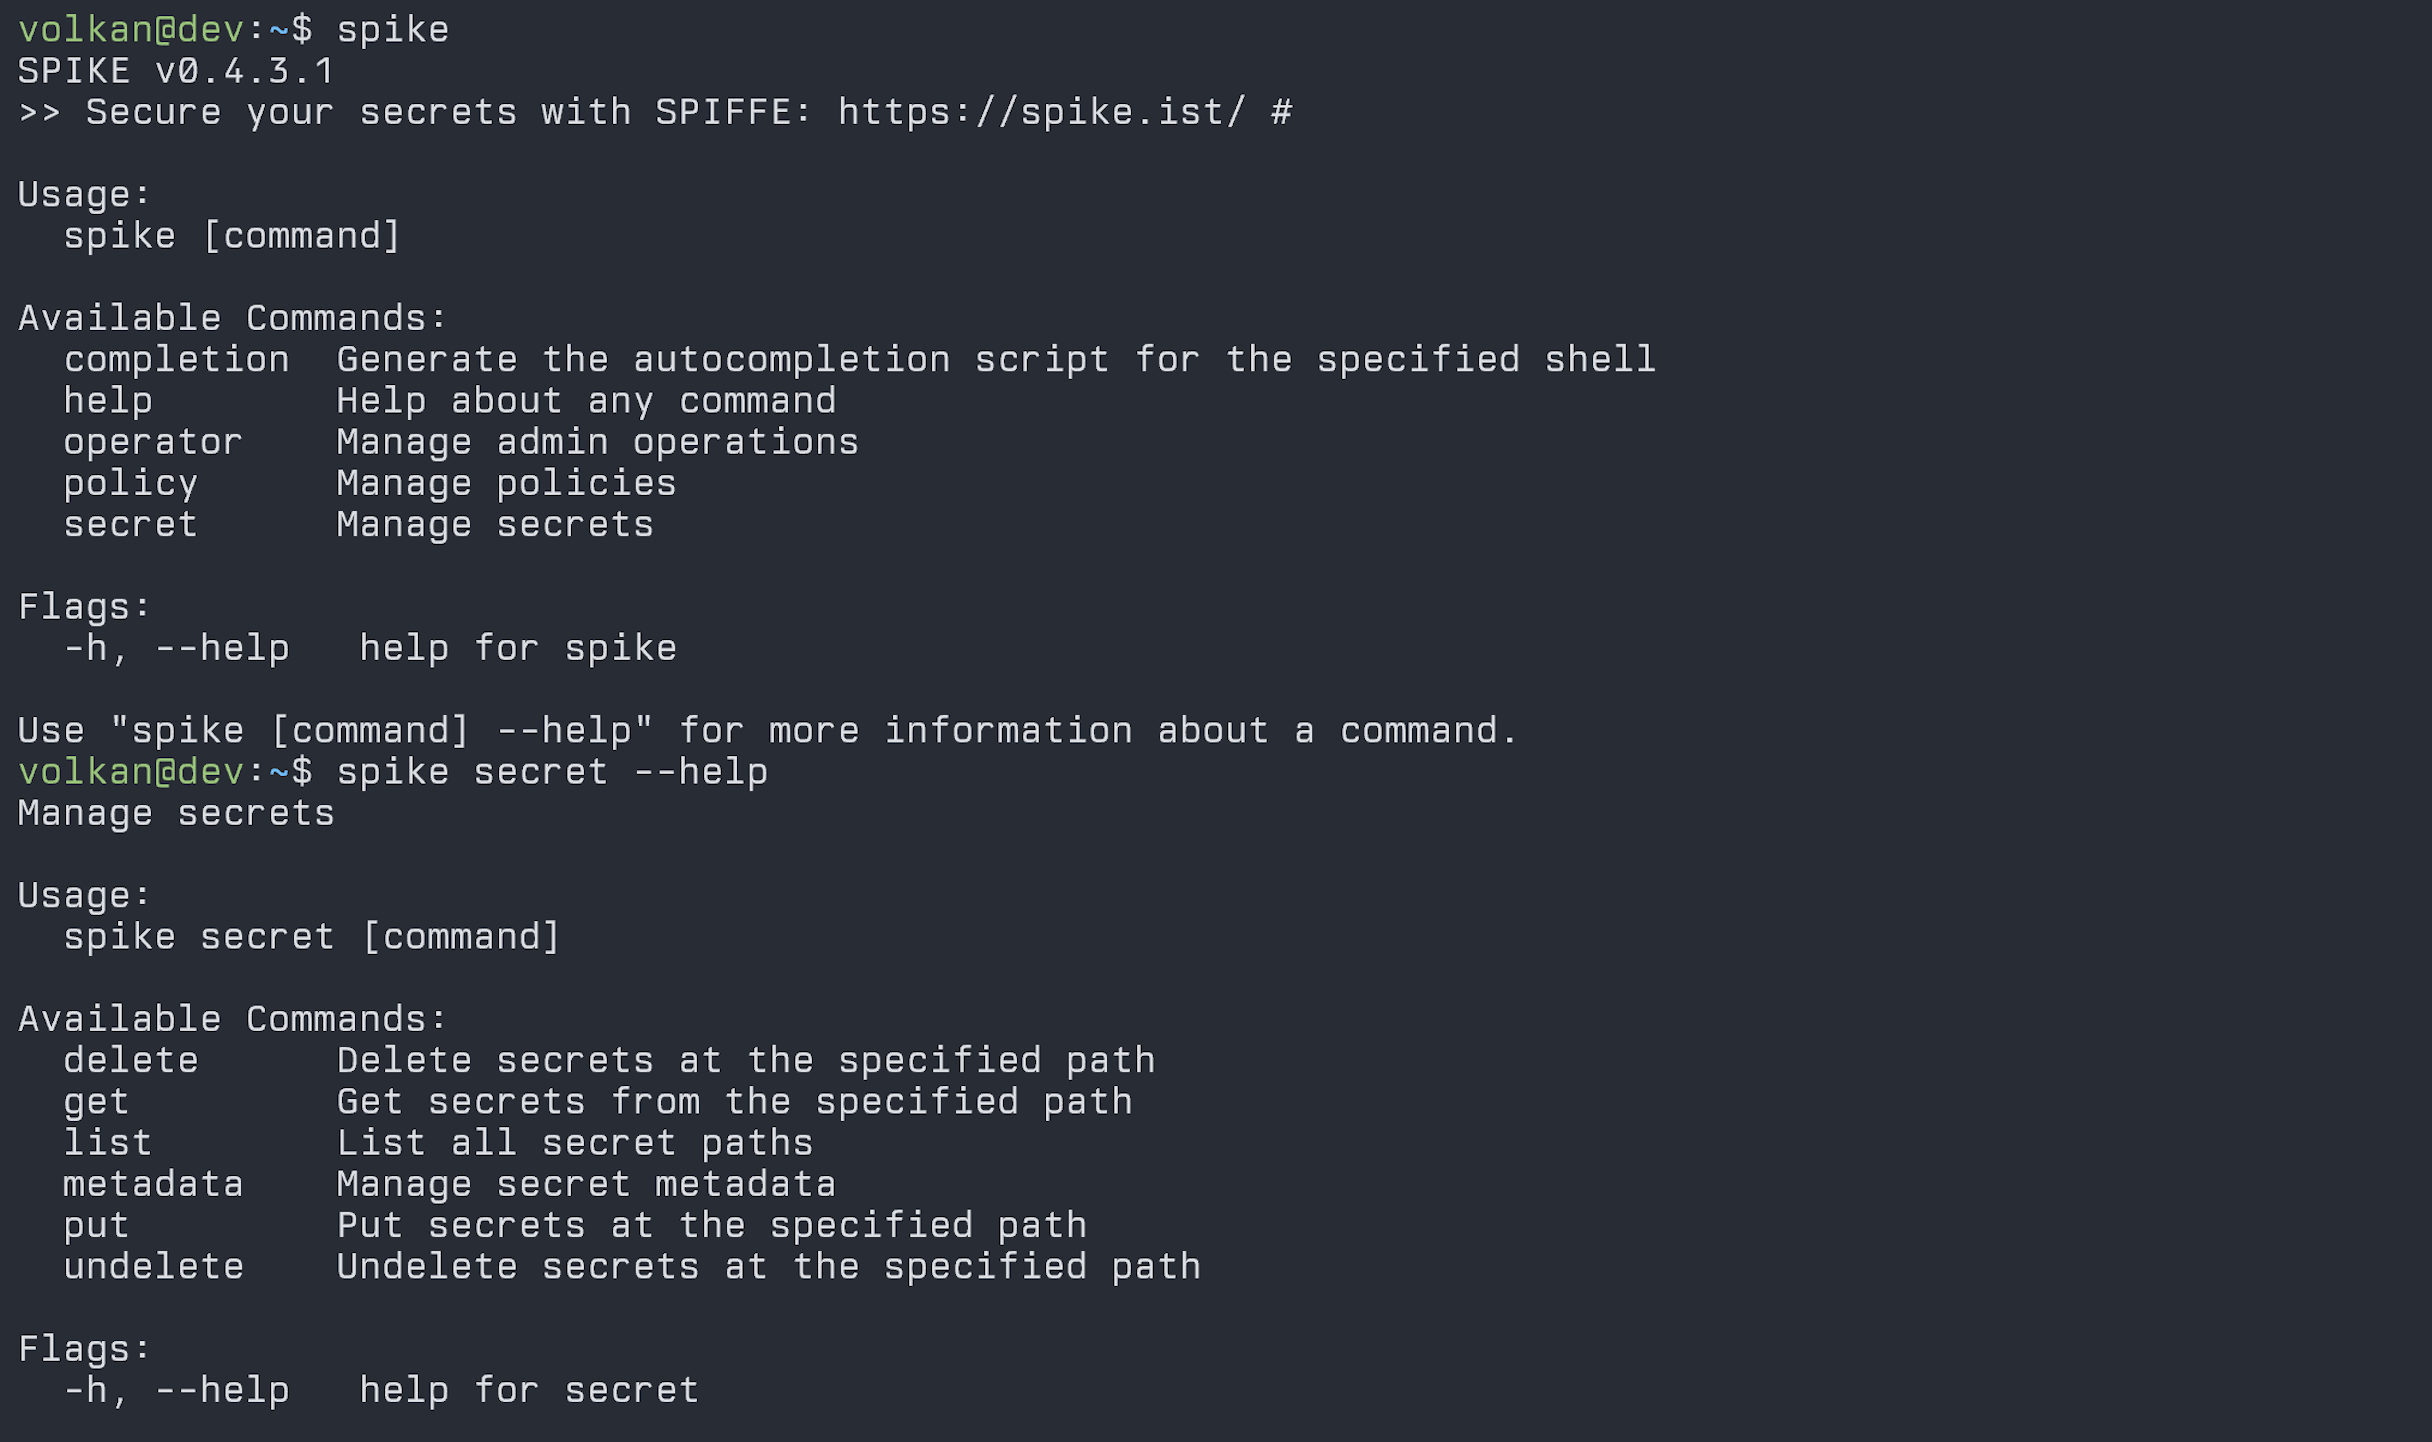 volkan@dev:~$ spike
SPIKE v0.4.3.1
>> Secure your secrets with SPIFFE: https://spike.ist/ #
Usage:
  spike [command]
Available Commands:
  completion  Generate the autocompletion script for the specified shell
  help        Help about any command
  operator    Manage admin operations
  policy      Manage policies
  secret      Manage secrets
Flags:
  -h, --help   help for spike
Use "spike [command] --help" for more information about a command.
volkan@dev:~$ spike secret --help
Manage secrets
Usage:
  spike secret [command]
Available Commands:
  delete      Delete secrets at the specified path
  get         Get secrets from the specified path
  list        List all secret paths
  metadata    Manage secret metadata
  put         Put secrets at the specified path
  undelete    Undelete secrets at the specified path
Flags:
  -h, --help   help for secret